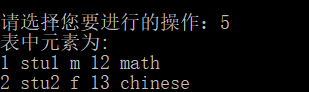 请选择您要进行的操作：5
表中元素为:
1 stu1 m 12 math
2 stu2 f 13 chinese